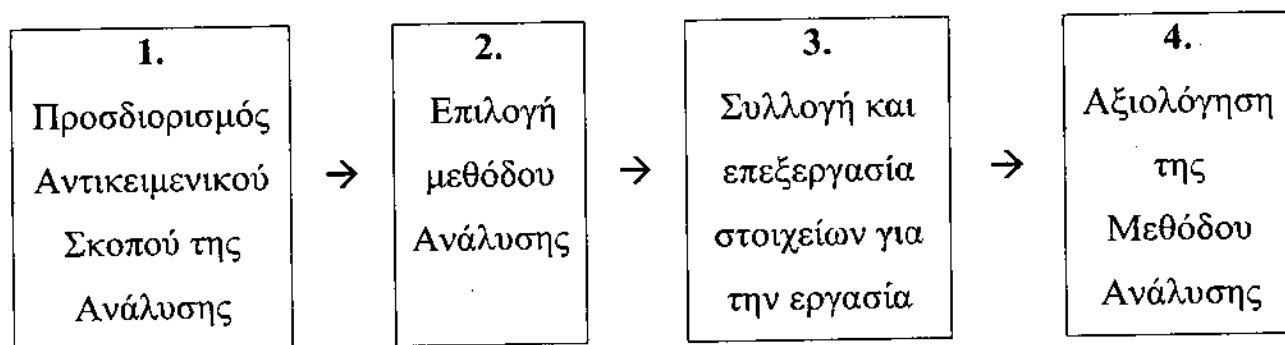 1.
Προσδιορισμός
Αντικειμενικού
Σκοπού της
Ανάλυσης
→
2.
Επιλογή
μεθόδου
Ανάλυσης
→
3.
Συλλογή και
επεξεργασία
στοιχείων για
την εργασία
→
4.
Αξιολόγηση
της
Μεθόδου
Ανάλυσης